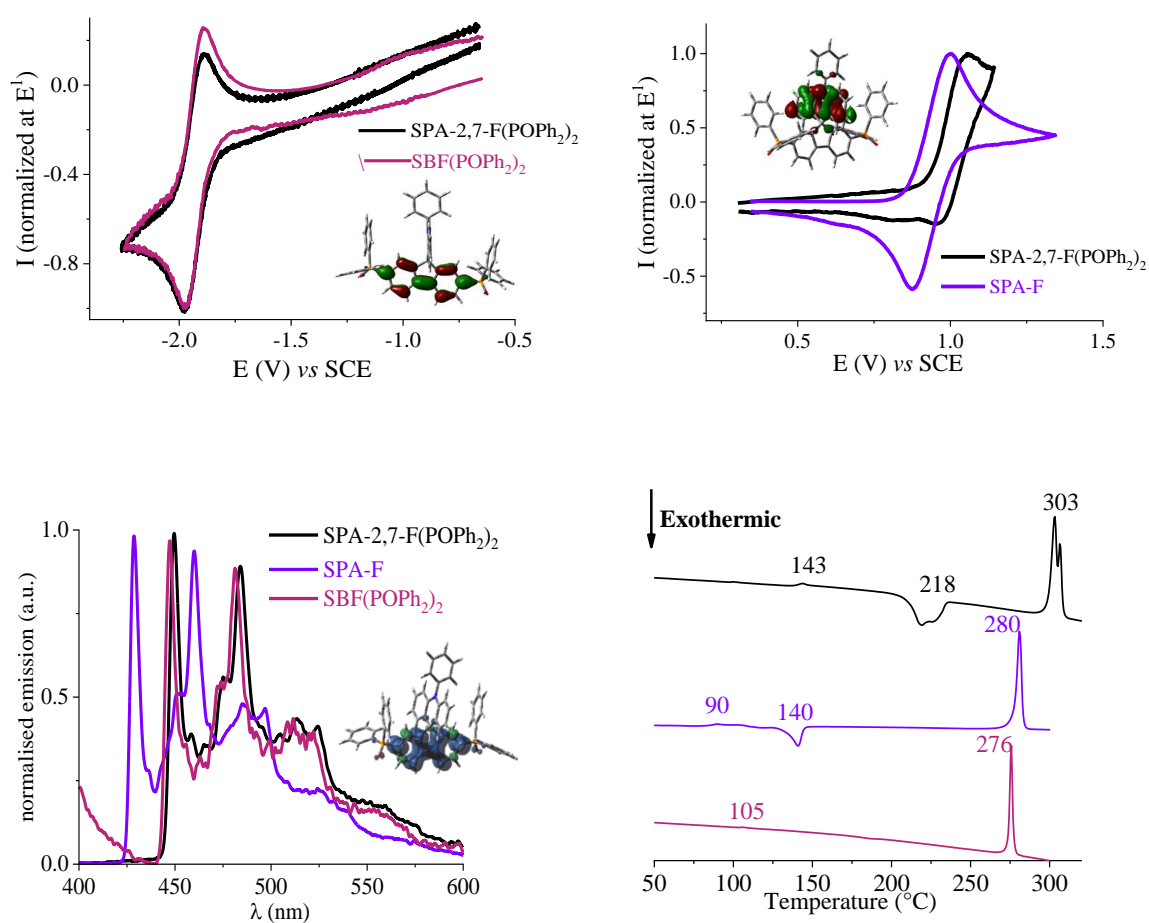 0.0
-0.4
-0.8
I (normalized at E¹)
SPA-2,7-F(POPh₂)₂
\ SBF(POPh₂)₂
-2.0 -1.5 -1.0 -0.5
E (V) vs SCE
1.0
0.5
0.0
-0.5
I (normalized at E¹)
SPA-2,7-F(POPh₂)₂
SPA-F
0.5 1.0 1.5
E (V) vs SCE
1.0
0.5
0.0
normalised emission (a.u.)
SPA-2,7-F(POPh₂)₂
SPA-F
SBF(POPh₂)₂
400 450 500 550 600
λ (nm)
Exothermic
303
143
218
280
90
140
276
105
50 100 150 200 250 300
Temperature (°C)